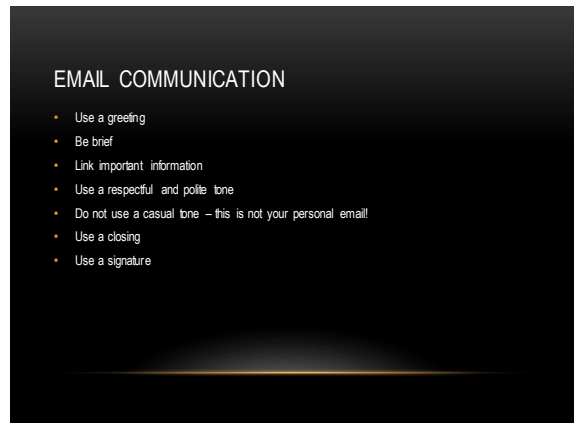 EMAIL COMMUNICATION
• Use a greeting
• Be brief
• Link important information
• Use a respectful and polite tone
• Do not use a casual tone – this is not your personal email!
• Use a closing
• Use a signature